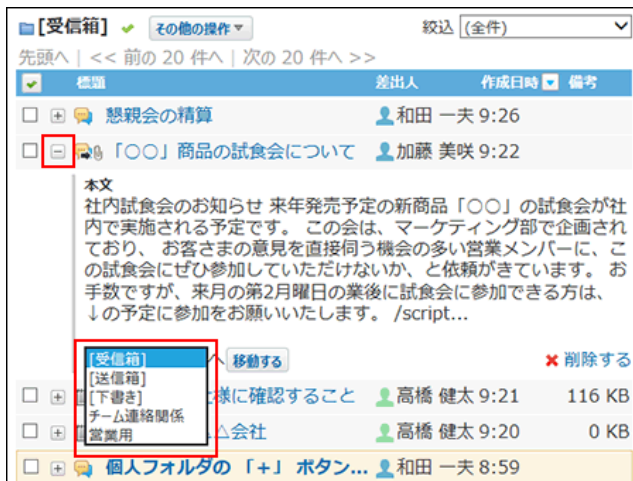 [受信箱] その他の操作 絞込 (全件)
先頭へ | << 前の 20 件へ | 次の 20 件へ >>
標題 差出人 作成日時 備考
懇親会の精算 和田 一夫 9:26
「〇〇」商品の試食会について 加藤 美咲 9:22
本文
社内試食会のお知らせ 来年発売予定の新商品「〇〇」の試食会が社
内で実施される予定です。 この会は、マーケティング部で企画され
ており、 お客さまの意見を直接伺う機会の多い営業メンバーに、こ
の試食会にぜひ参加していただけないか、と依頼がきています。 お
手数ですが、来月の第2月曜日の業後に試食会に参加できる方は、
↓の予定に参加をお願いいたします。 /script...
[受信箱] へ 移動する 削除する
[送信箱]
[下書き] 様に確認すること 高橋 健太 9:21 116 KB
チーム連絡関係
営業用 △会社 高橋 健太 9:20 0 KB
個人フォルダの 「+」 ボタン... 和田 一夫 8:59